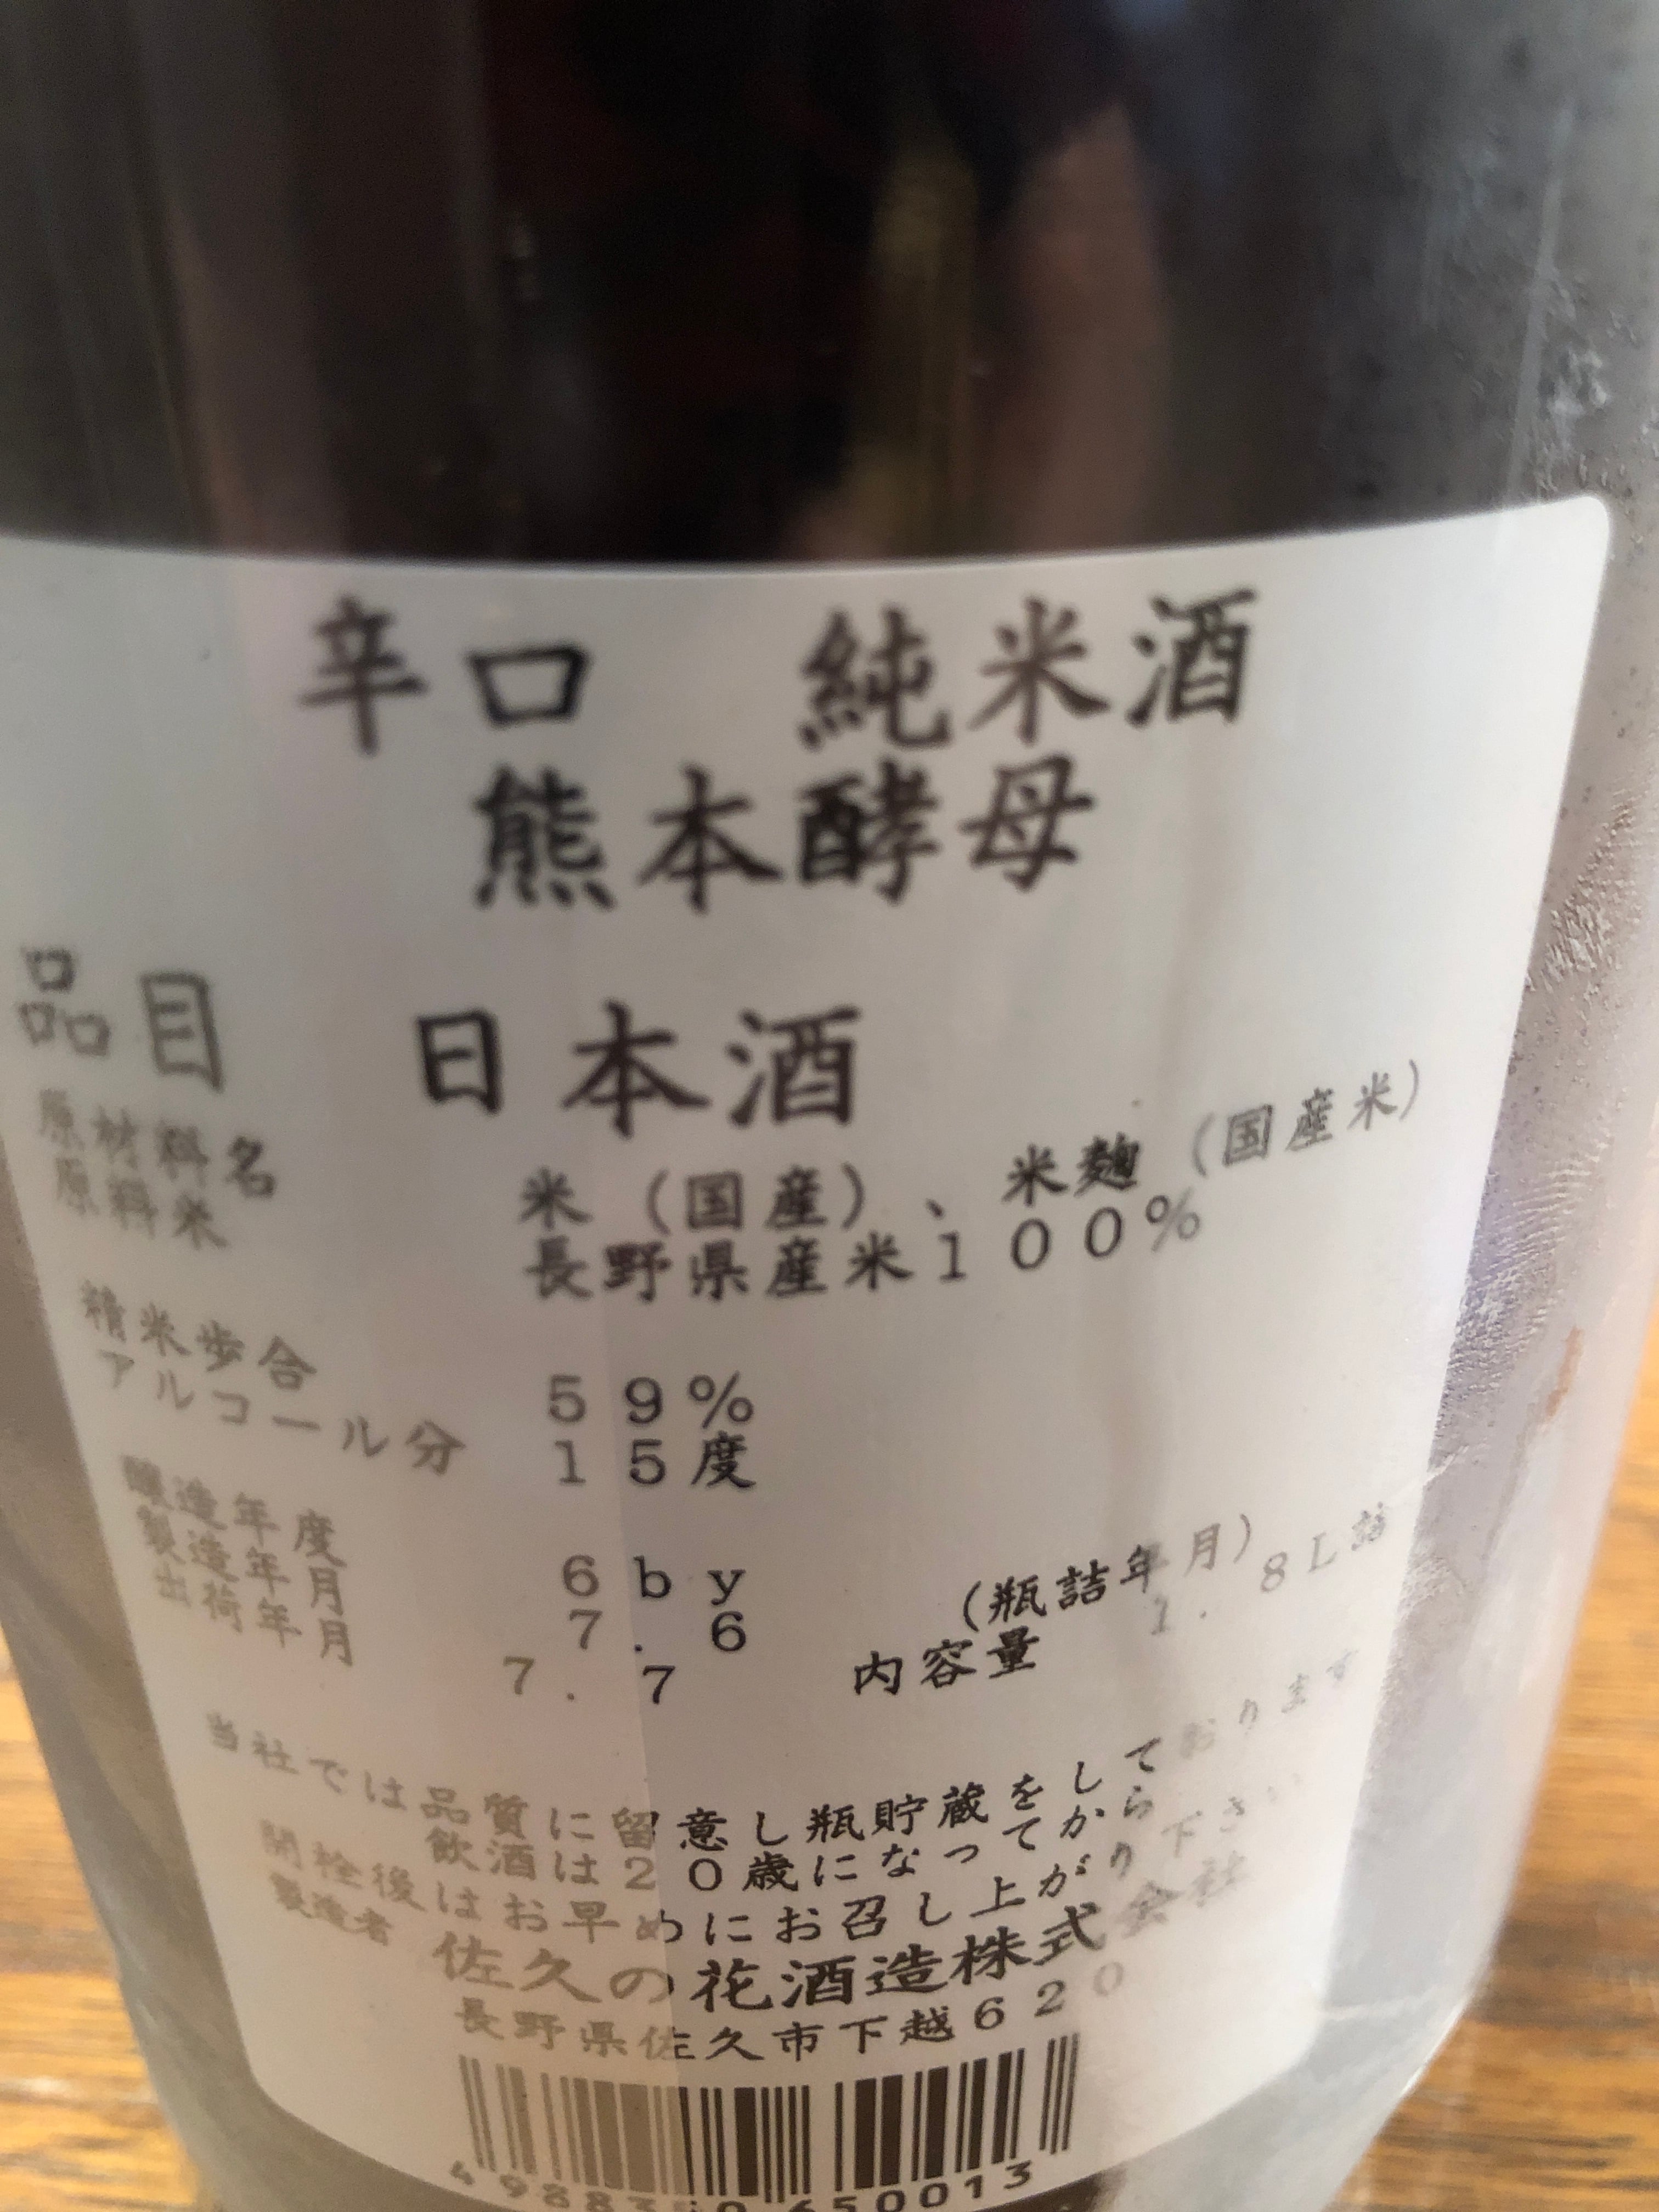 辛口　純米酒
熊本酵母
品目　日本酒
原材料名　米（国産）、米麹（国産米）
原料米　長野県産米１００％
精米歩合　５９％
アルコール分　１５度
醸造年度　６ｂｙ
製造年月　７．６　（瓶詰年月）
出荷年月　７．７　内容量　１．８Ｌ詰
当社では品質に留意し瓶貯蔵をしております
飲酒は２０歳になってから
開栓後はお早めにお召し上がり下さい
製造者　佐久の花酒造株式会社
長野県佐久市下越６２０
4 988350 650013